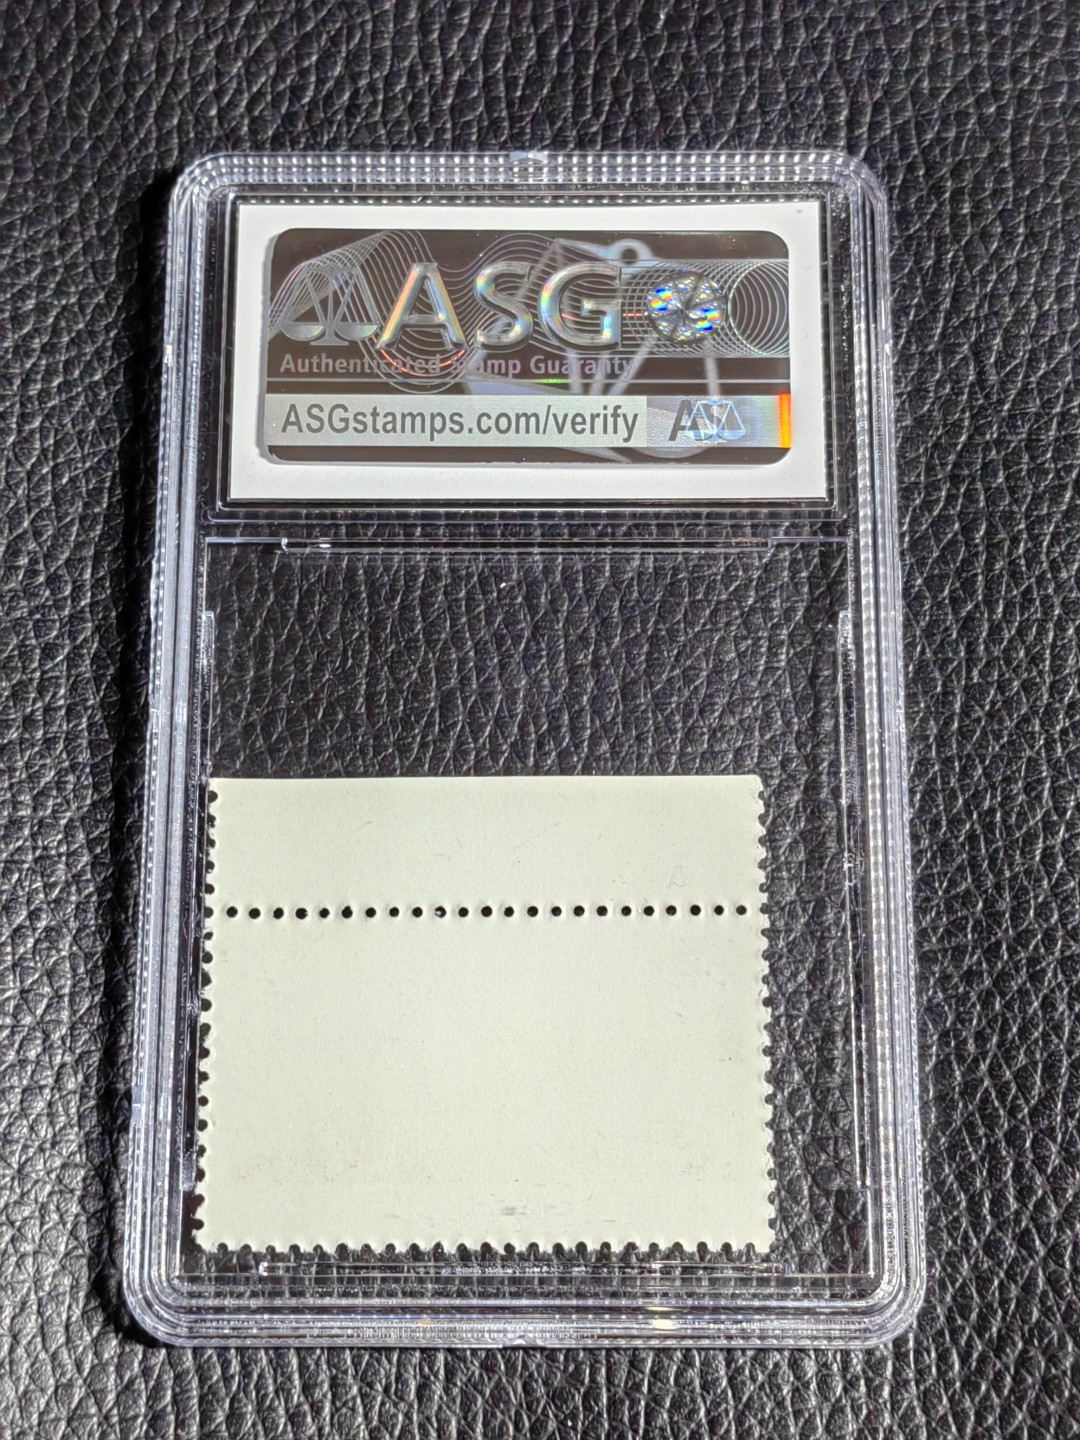 ASG
Authenticated Stamp Guaranty
ASGstamps.com/verify